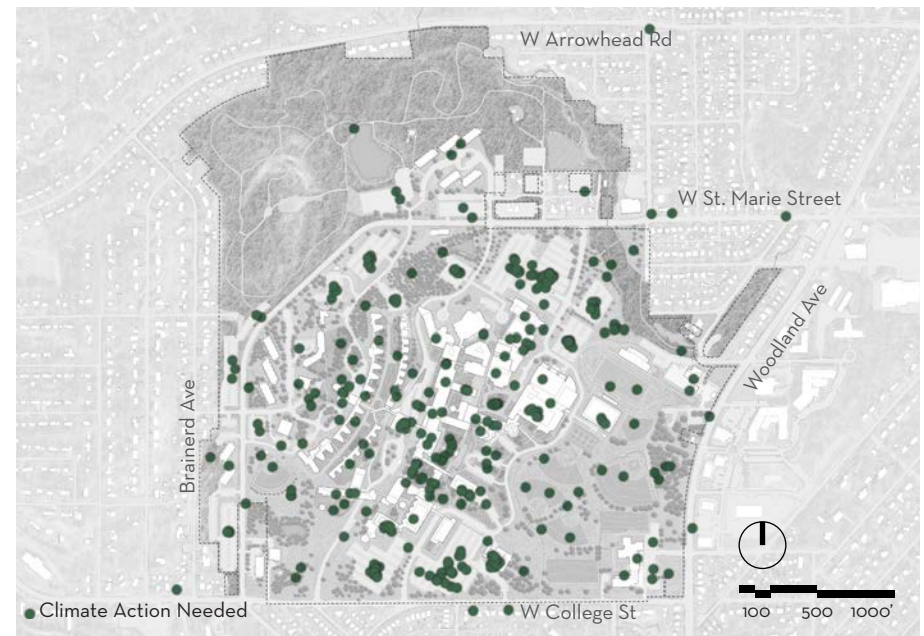 W Arrowhead Rd
W St. Marie Street
Woodland Ave
Brainerd Ave
Climate Action Needed
W College St
100 500 1000'